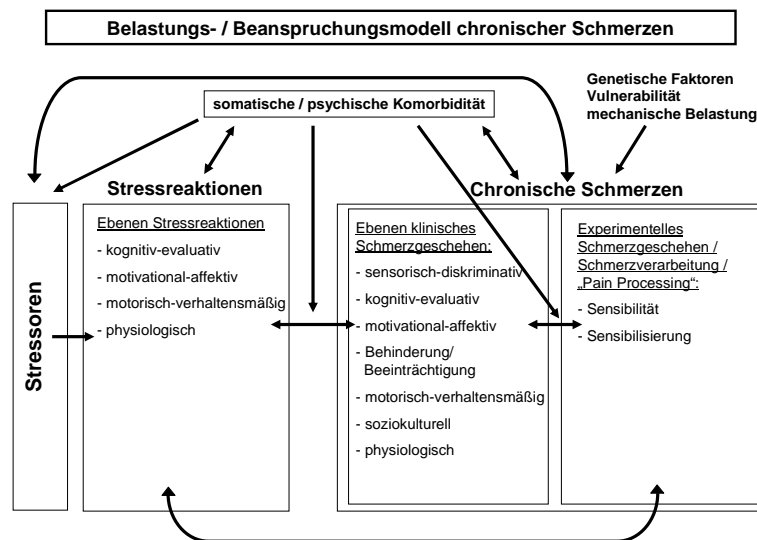 Belastungs- / Beanspruchungsmodell chronischer Schmerzen
Genetische Faktoren
Vulnerabilität
mechanische Belastung
somatische / psychische Komorbidität
Stressreaktionen
Chronische Schmerzen
Stressoren
Ebenen Stressreaktionen
- kognitiv-evaluativ
- motivational-affektiv
- motorisch-verhaltensmäßig
- physiologisch
Ebenen klinisches
Schmerzgeschehen:
- sensorisch-diskriminativ
- kognitiv-evaluativ
- motivational-affektiv
- Behinderung/
Beeinträchtigung
- motorisch-verhaltensmäßig
- soziokulturell
- physiologisch
Experimentelles
Schmerzgeschehen /
Schmerzverarbeitung /
„Pain Processing“:
- Sensibilität
- Sensibilisierung